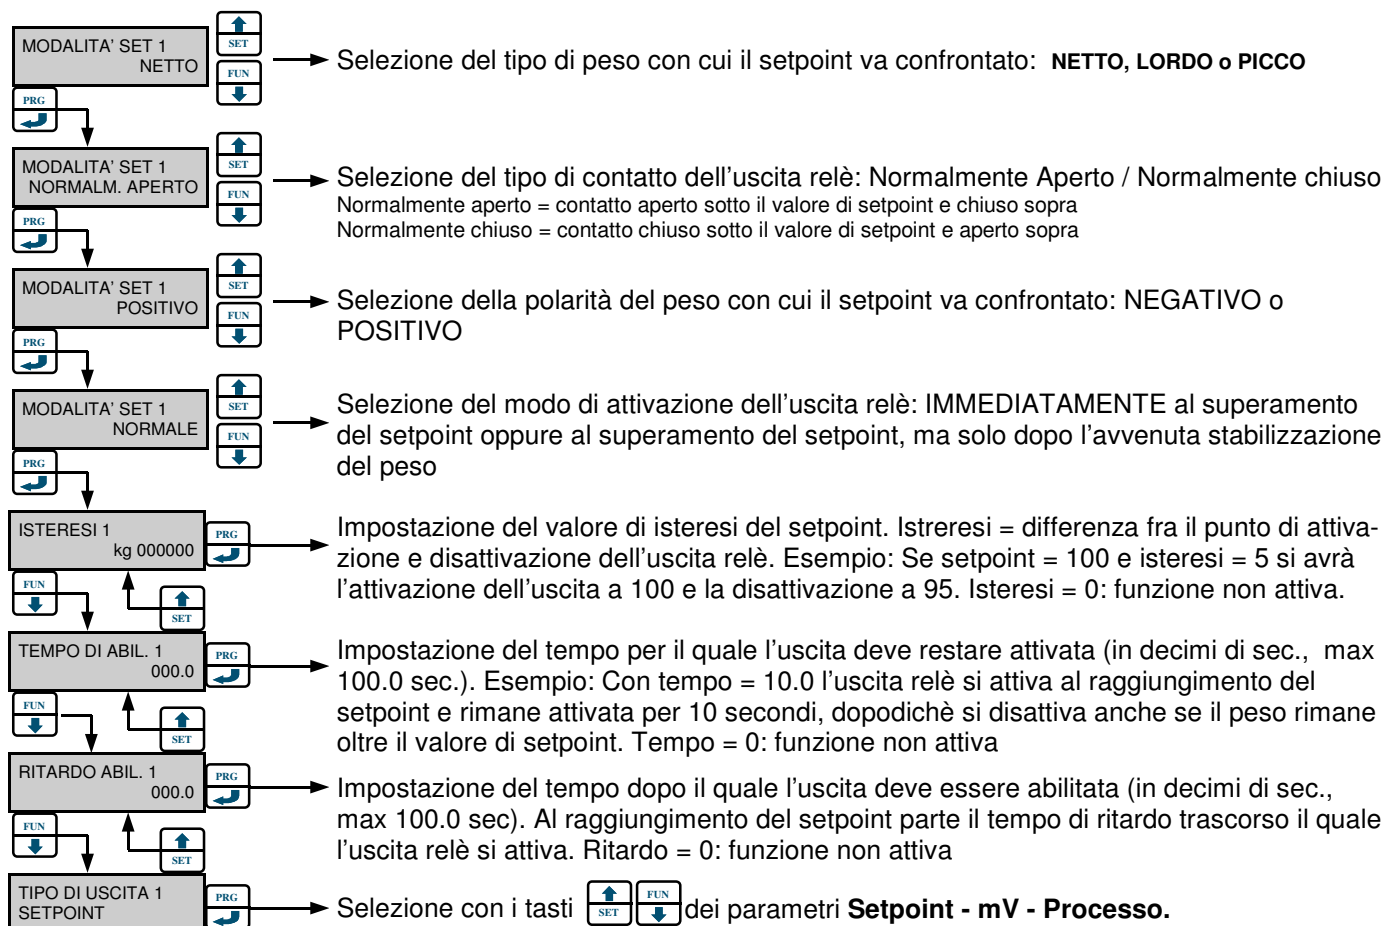 MODALITA' SET 1
NETTO
SET
FUN
Selezione del tipo di peso con cui il setpoint va confrontato: NETTO, LORDO o PICCO
PRG
MODALITA' SET 1
NORMALM. APERTO
SET
FUN
Selezione del tipo di contatto dell'uscita relè: Normalmente Aperto / Normalmente chiuso
Normalmente aperto = contatto aperto sotto il valore di setpoint e chiuso sopra
Normalmente chiuso = contatto chiuso sotto il valore di setpoint e aperto sopra
PRG
MODALITA' SET 1
POSITIVO
SET
FUN
Selezione della polarità del peso con cui il setpoint va confrontato: NEGATIVO o
POSITIVO
PRG
MODALITA' SET 1
NORMALE
SET
FUN
Selezione del modo di attivazione dell'uscita relè: IMMEDIATAMENTE al superamento
del setpoint oppure al superamento del setpoint, ma solo dopo l'avvenuta stabilizzazione
del peso
PRG
ISTERESI 1
kg 000000
PRG
Impostazione del valore di isteresi del setpoint. Istreresi = differenza fra il punto di attiva-
zione e disattivazione dell'uscita relè. Esempio: Se setpoint = 100 e isteresi = 5 si avrà
l'attivazione dell'uscita a 100 e la disattivazione a 95. Isteresi = 0: funzione non attiva.
FUN
SET
TEMPO DI ABIL. 1
000.0
PRG
Impostazione del tempo per il quale l'uscita deve restare attivata (in decimi di sec., max
100.0 sec.). Esempio: Con tempo = 10.0 l'uscita relè si attiva al raggiungimento del
setpoint e rimane attivata per 10 secondi, dopodichè si disattiva anche se il peso rimane
oltre il valore di setpoint. Tempo = 0: funzione non attiva
FUN
SET
RITARDO ABIL. 1
000.0
PRG
Impostazione del tempo dopo il quale l'uscita deve essere abilitata (in decimi di sec.,
max 100.0 sec). Al raggiungimento del setpoint parte il tempo di ritardo trascorso il quale
l'uscita relè si attiva. Ritardo = 0: funzione non attiva
FUN
SET
TIPO DI USCITA 1
SETPOINT
PRG
Selezione con i tasti SET FUN dei parametri Setpoint - mV - Processo.